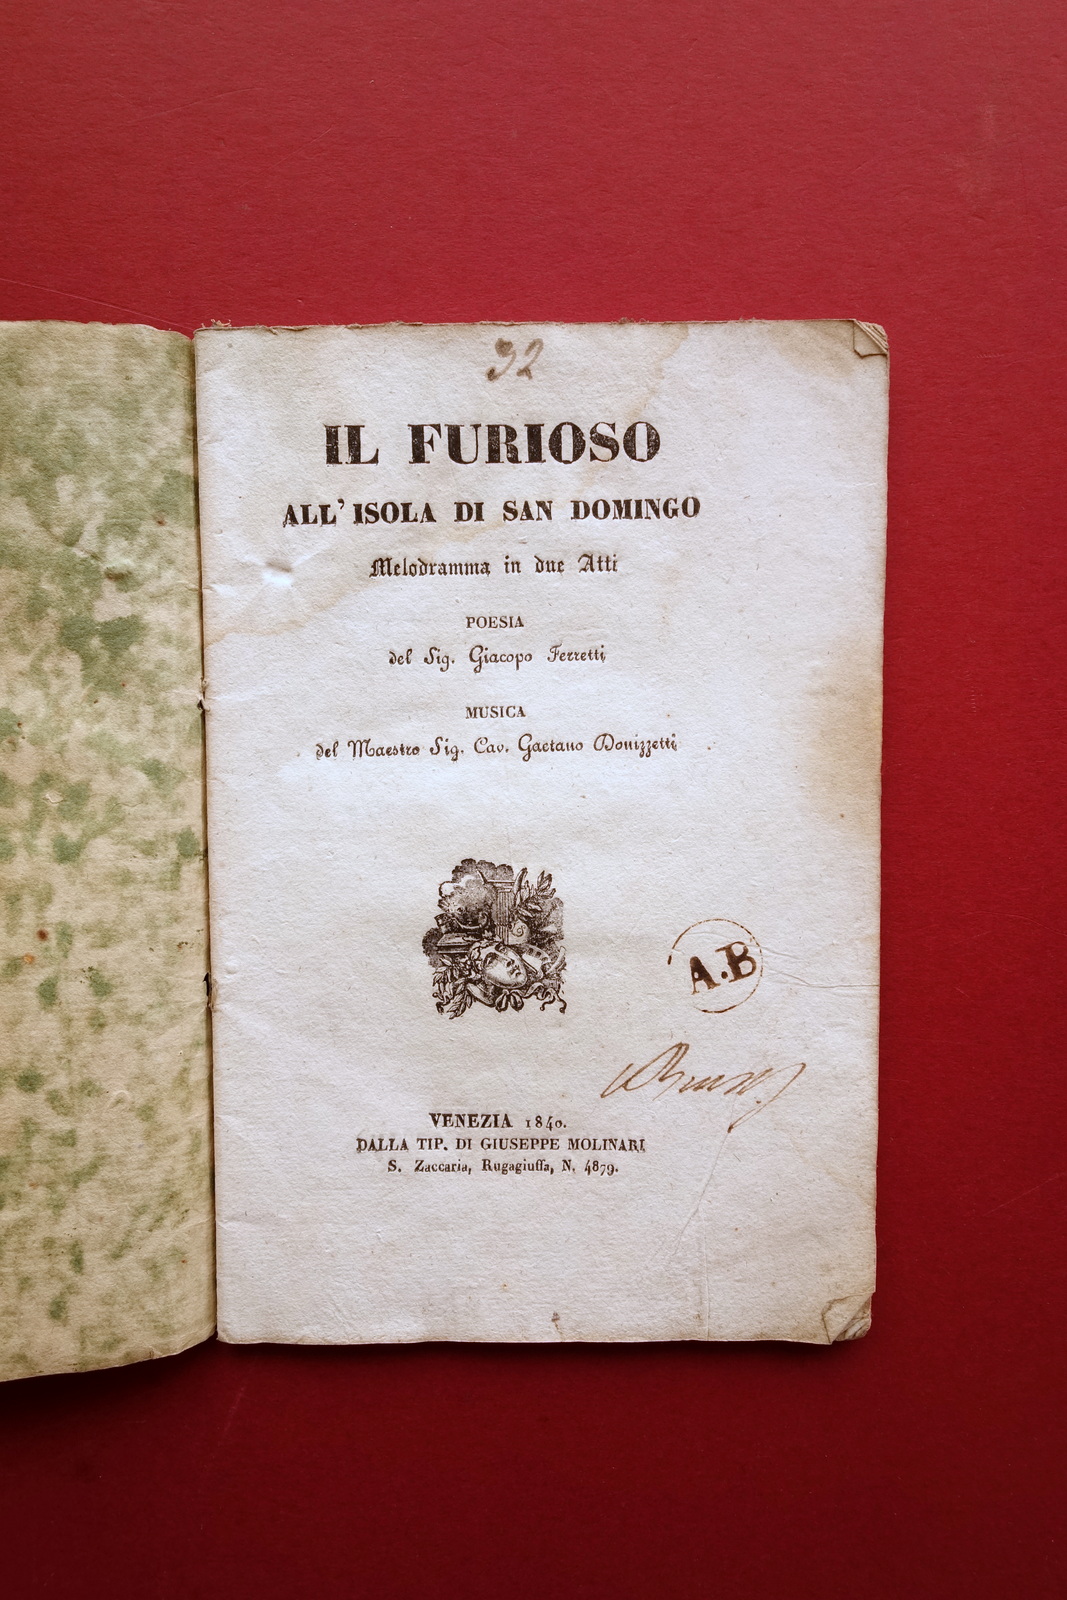 32
IL FURIOSO
ALL' ISOLA DI SAN DOMINGO
Melodramma in due Atti
POESIA
del Sig. Giacopo Ferretti
MUSICA
del Maestro Sig. Cav. Gaetano Donizzetti
A.B
VENEZIA 1840.
DALLA TIP. DI GIUSEPPE MOLINARI
S. Zaccaria, Rugagiuffa, N. 4879.